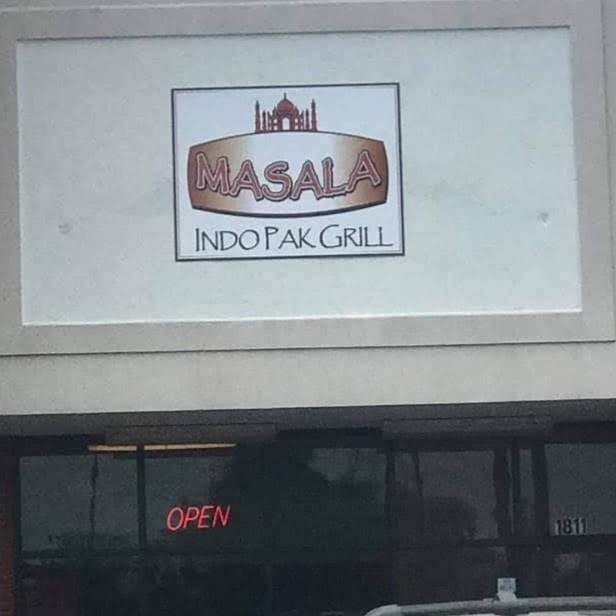 MASALA
INDO PAK GRILL
OPEN
1811